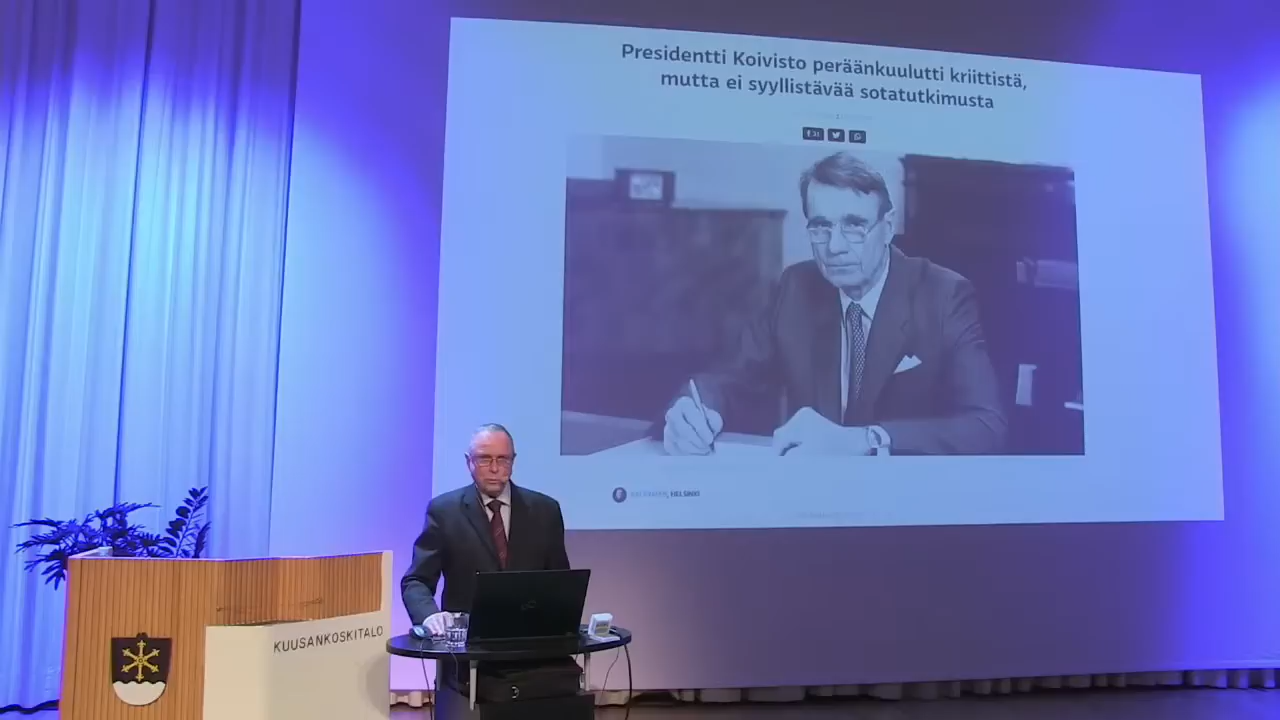 Presidentti Koivisto peräänkuulutti kriittistä,
mutta ei syyllistävää sotatutkimusta
HELSINKI
KUUSANKOSKITALO